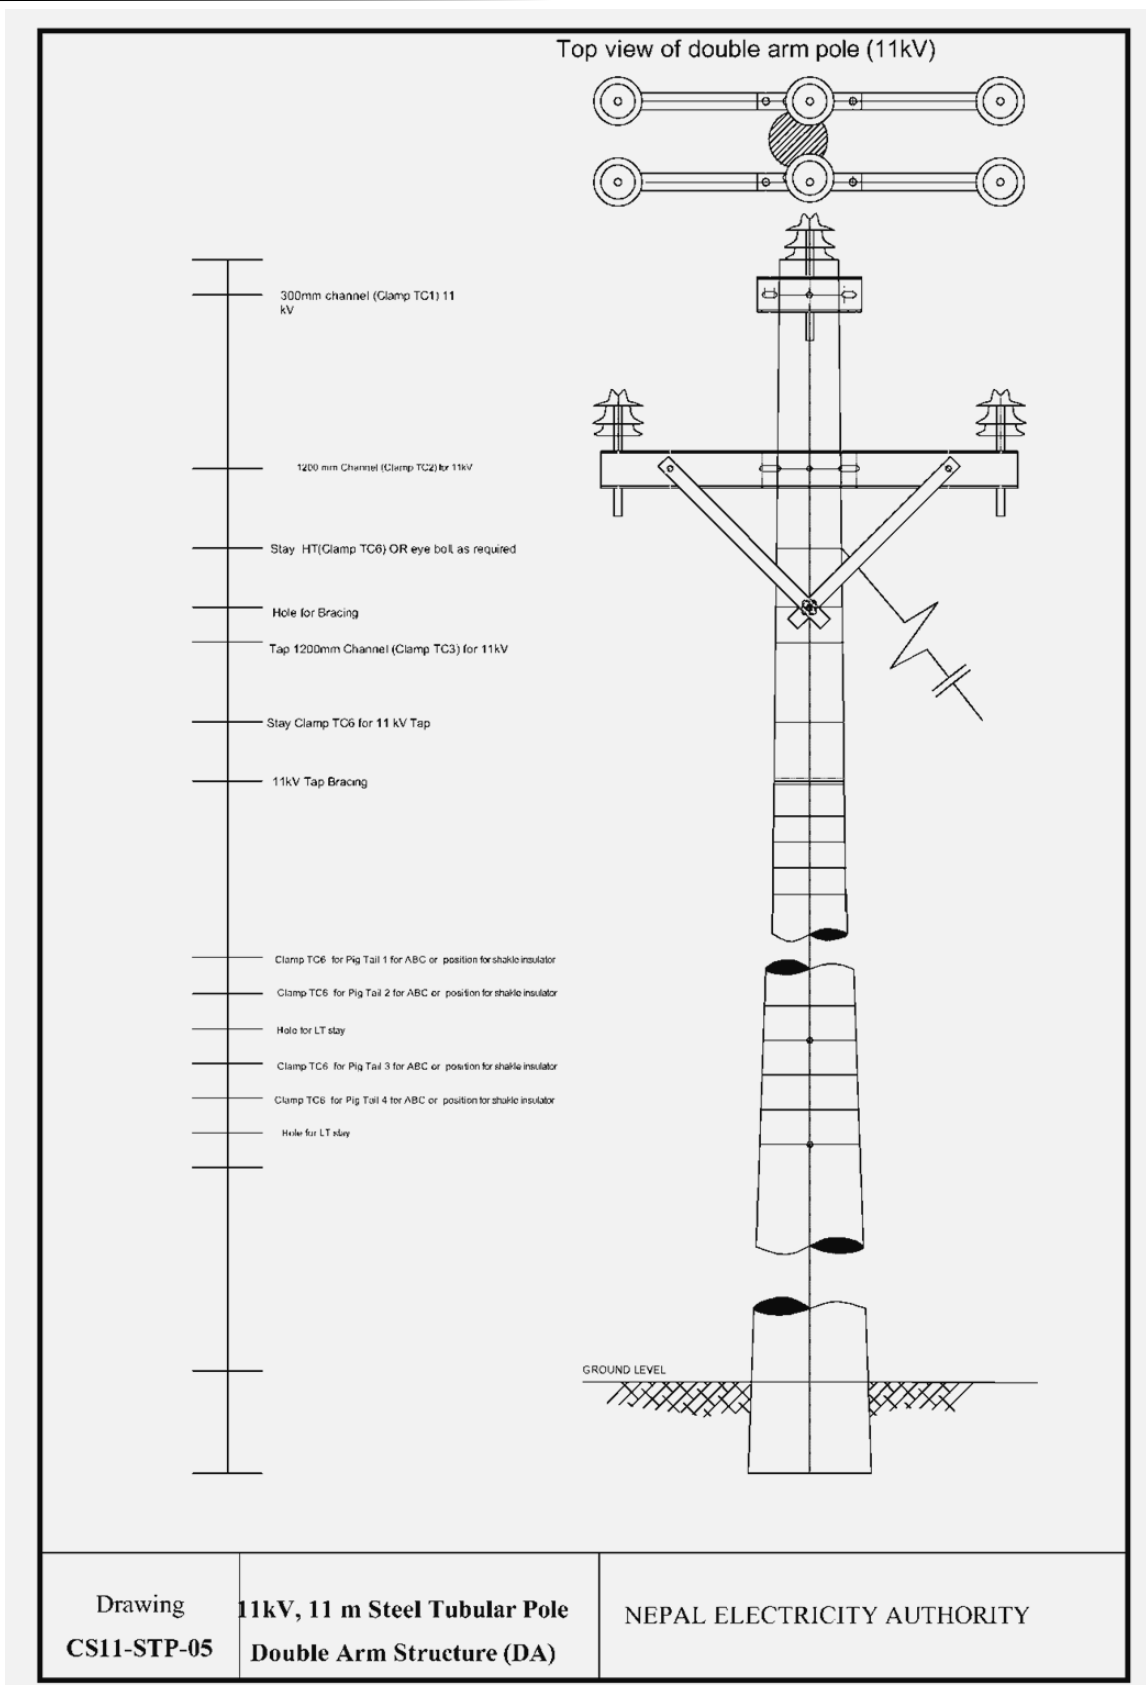 Top view of double arm pole (11kV)
300mm channel (Clamp TC1) 11
kV
1200 mm Channel (Clamp TC2) for 11kV
Stay HT(Clamp TC6) OR eye bolt as required
Hole for Bracing
Tap 1200mm Channel (Clamp TC3) for 11kV
Stay Clamp TC6 for 11 kV Tap
11kV Tap Bracing
Clamp TC6 for Pig Tail 1 for ABC or position for shakle insulator
Clamp TC6 for Pig Tail 2 for ABC or position for shakle insulator
Hole for LT stay
Clamp TC6 for Pig Tail 3 for ABC or position for shakle insulator
Clamp TC6 for Pig Tail 4 for ABC or position for shakle insulator
Hole for LT stay
GROUND LEVEL
Drawing
CS11-STP-05
11kV, 11 m Steel Tubular Pole
Double Arm Structure (DA)
NEPAL ELECTRICITY AUTHORITY